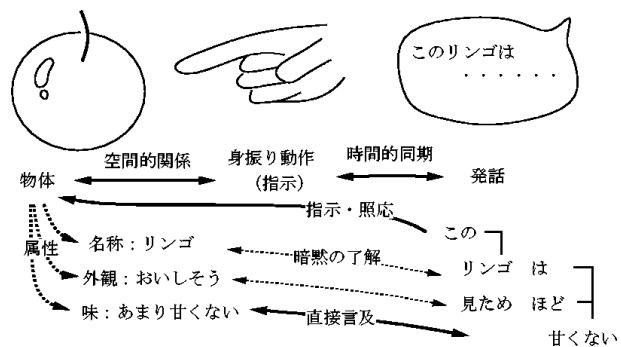 このリンゴは
・・・・・・
物体 空間的関係 身振り動作 時間的同期 発話
(指示)
指示・照応
この
属性 名称：リンゴ 暗黙の了解 リンゴ は
外観：おいしそう 見ため ほど
味：あまり甘くない 直接言及
甘くない